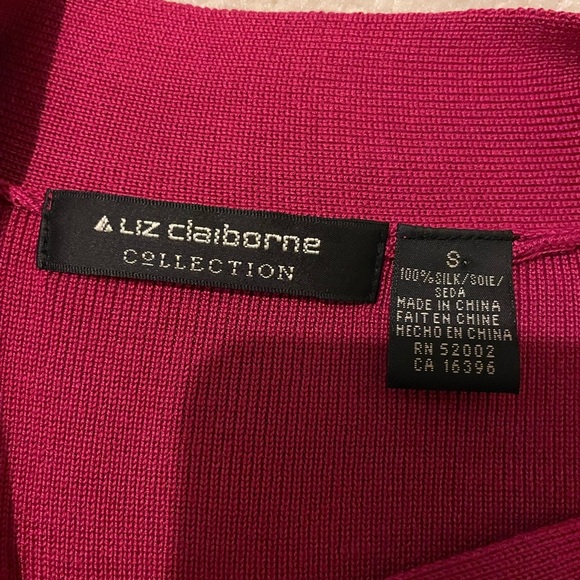 LIZ claiborne
COLLECTION
S
100% SILK/SOIE/
SEDA
MADE IN CHINA
FAIT EN CHINE
HECHO EN CHINA
RN 52002
CA 16396